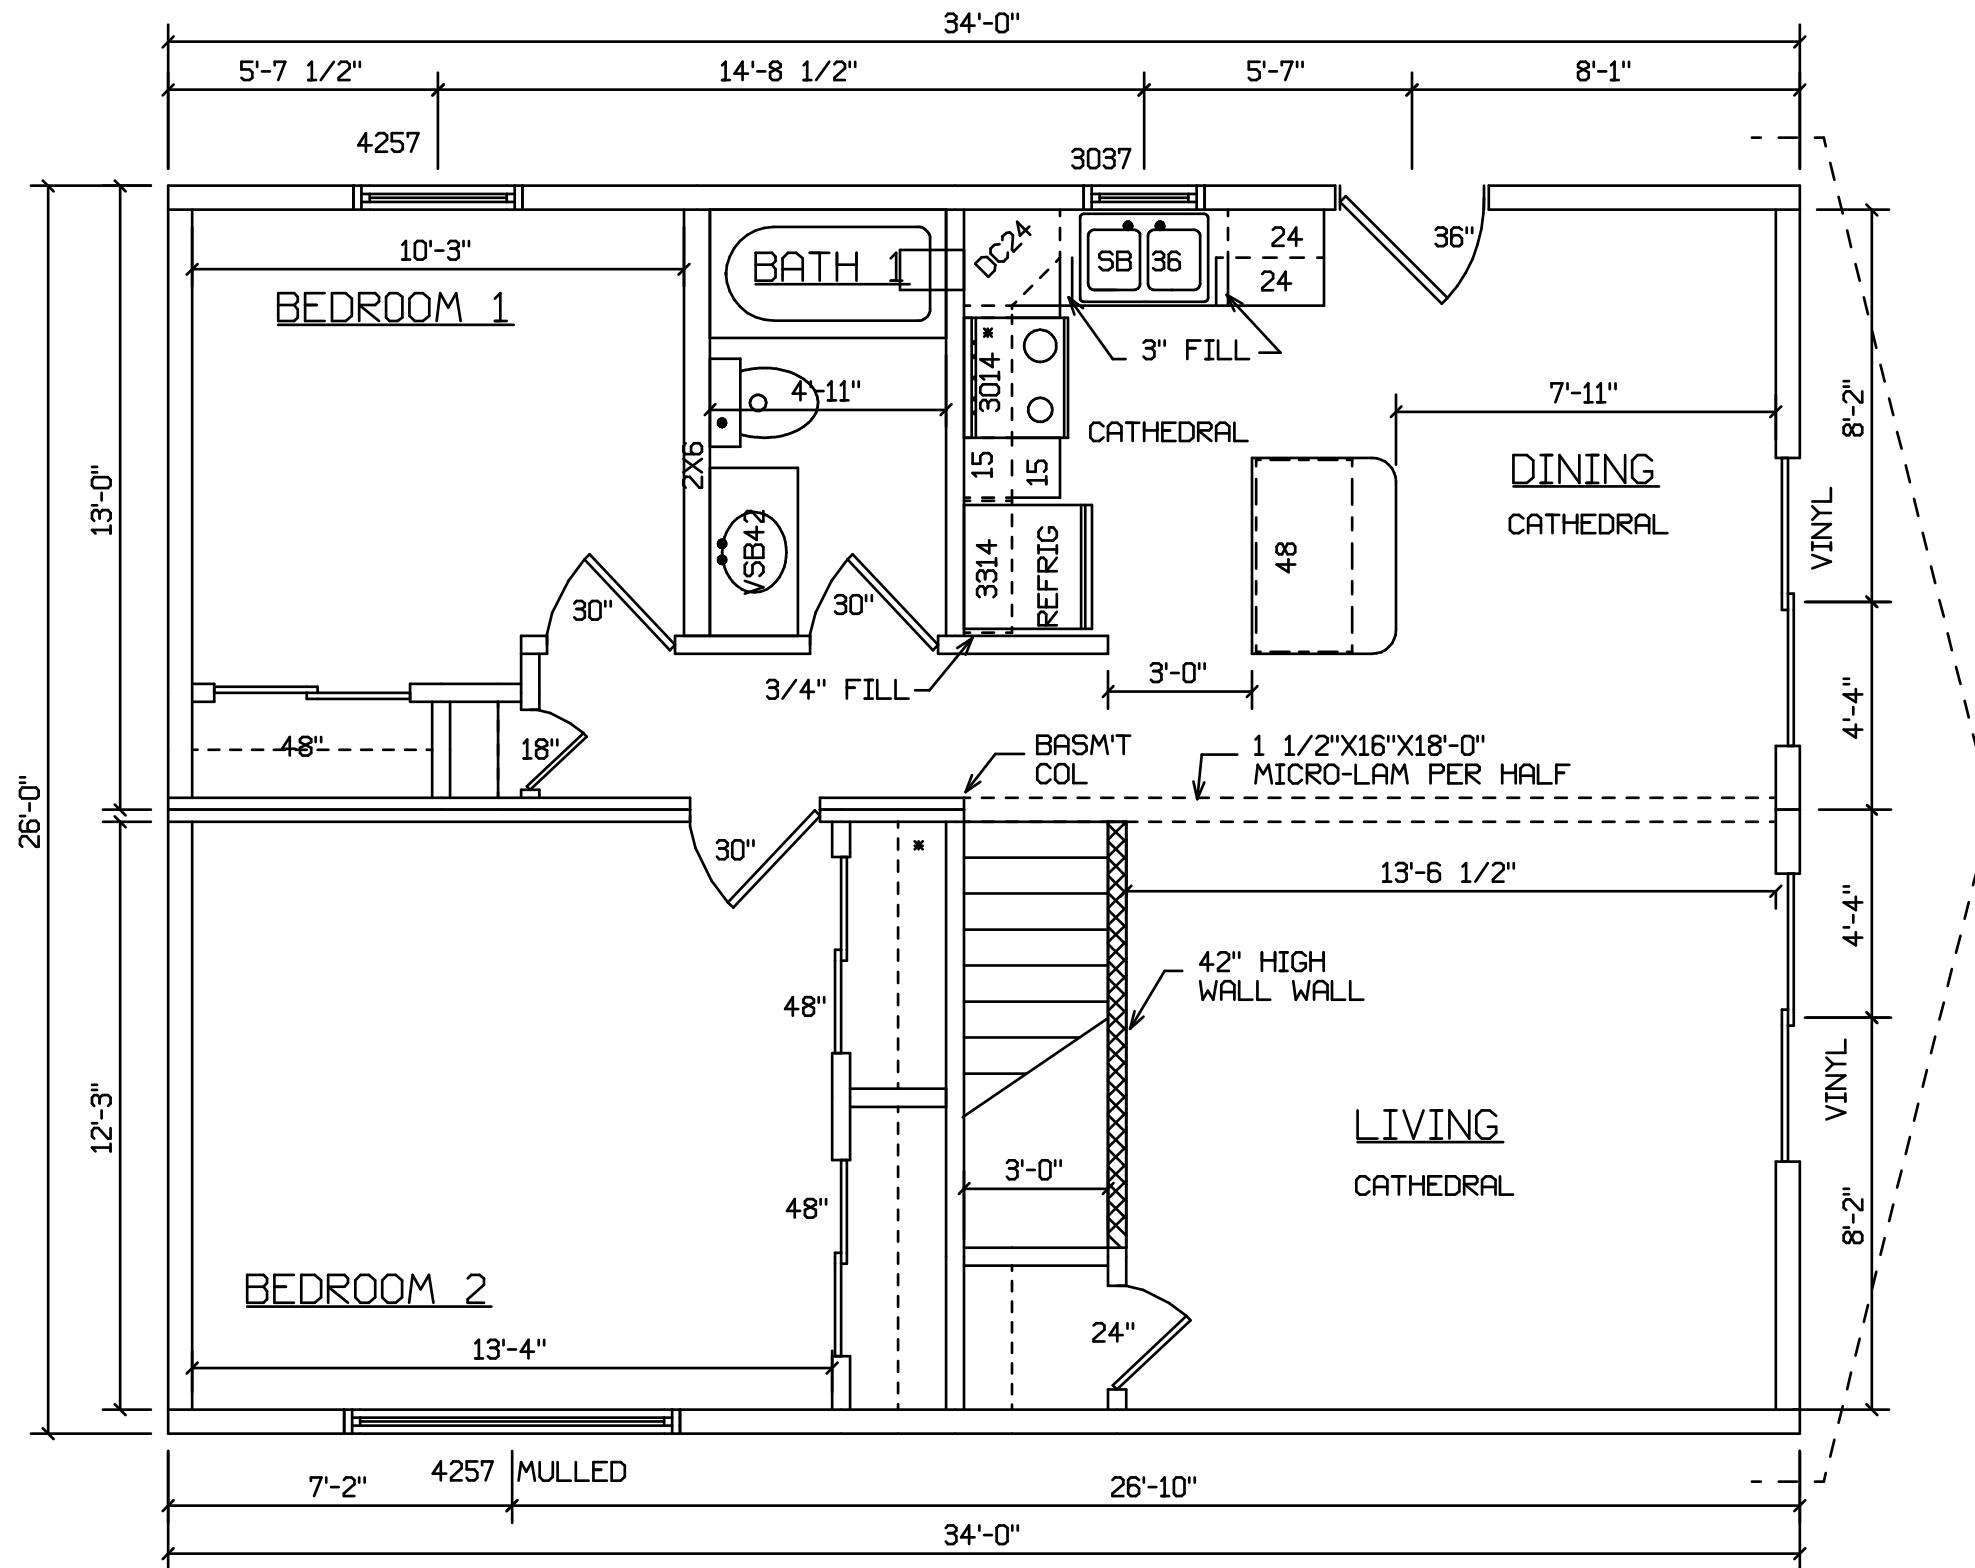 34'-0"
5'-7 1/2"
14'-8 1/2"
5'-7"
8'-1"
4257
3037
10'-3"
BEDROOM 1
BATH 1
DC24
SB 36
24
24
36"
3" FILL
3014 *
4'-11"
2X6
15
15
CATHEDRAL
7'-11"
DINING
CATHEDRAL
8'-2"
VINYL
13'-0"
VSB42
3314
REFRIG
48
30"
30"
3/4" FILL
3'-0"
4'-4"
48"
18"
BASM'T
COL
1 1/2"X16"X18'-0"
MICRO-LAM PER HALF
26'-0"
30"
*
13'-6 1/2"
4'-4"
42" HIGH
WALL WALL
48"
VINYL
12'-3"
LIVING
CATHEDRAL
3'-0"
48"
8'-2"
BEDROOM 2
24"
13'-4"
4257 MULLED
7'-2"
26'-10"
34'-0"